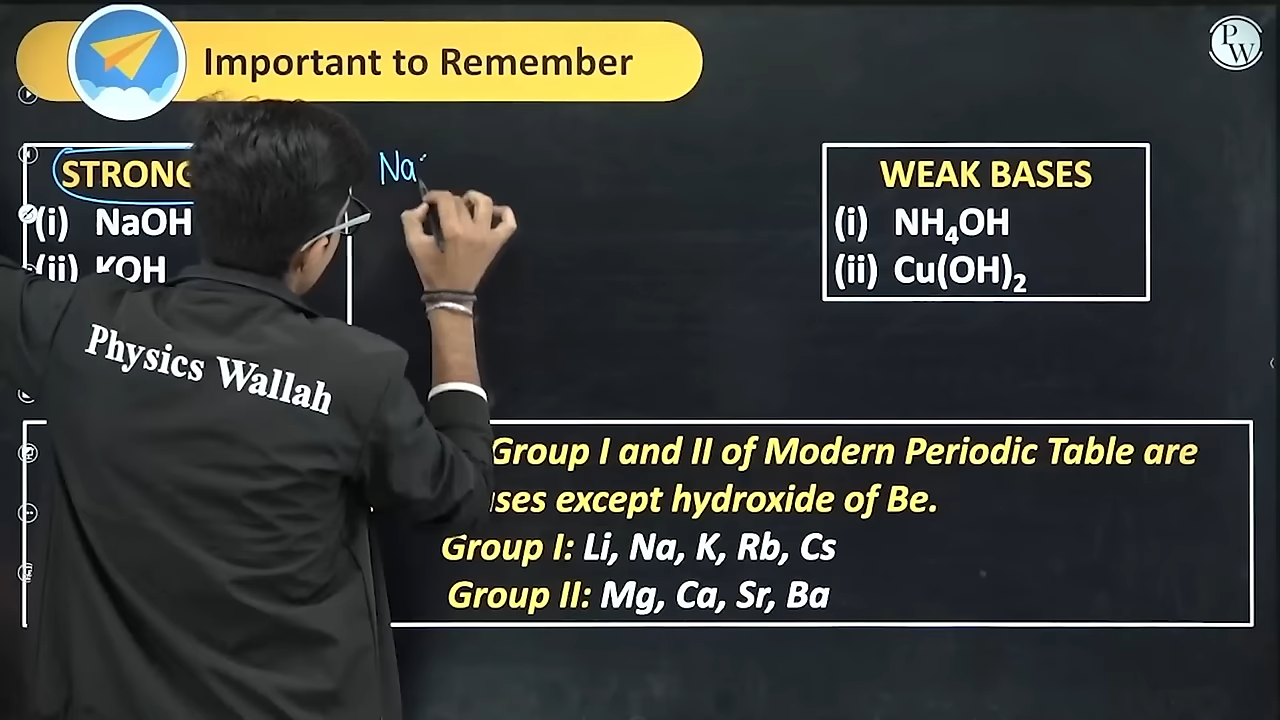 Important to Remember
PW
STRONG
(i) NaOH
(ii) KOH
Na
WEAK BASES
(i) NH₄OH
(ii) Cu(OH)₂
Physics Wallah
Group I and II of Modern Periodic Table are
except hydroxide of Be.
Group I: Li, Na, K, Rb, Cs
Group II: Mg, Ca, Sr, Ba